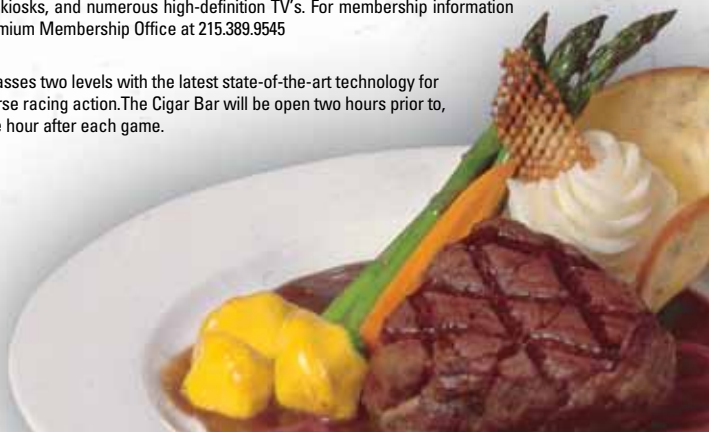 kiosks, and numerous high-definition TV's. For membership information
mium Membership Office at 215.389.9545
asses two levels with the latest state-of-the-art technology for
rse racing action.The Cigar Bar will be open two hours prior to,
e hour after each game.